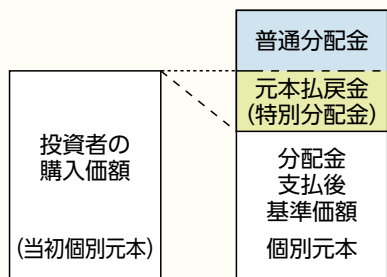 普通分配金
元本払戻金
(特別分配金)
投資者の
購入価額
(当初個別元本)
分配金
支払後
基準価額
個別元本